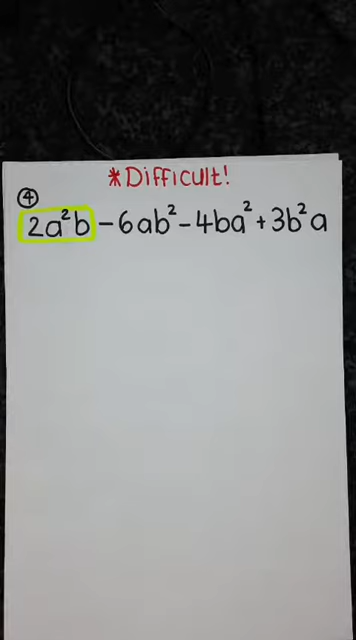 *Difficult!
④
2a²b - 6ab² - 4ba² + 3b²a